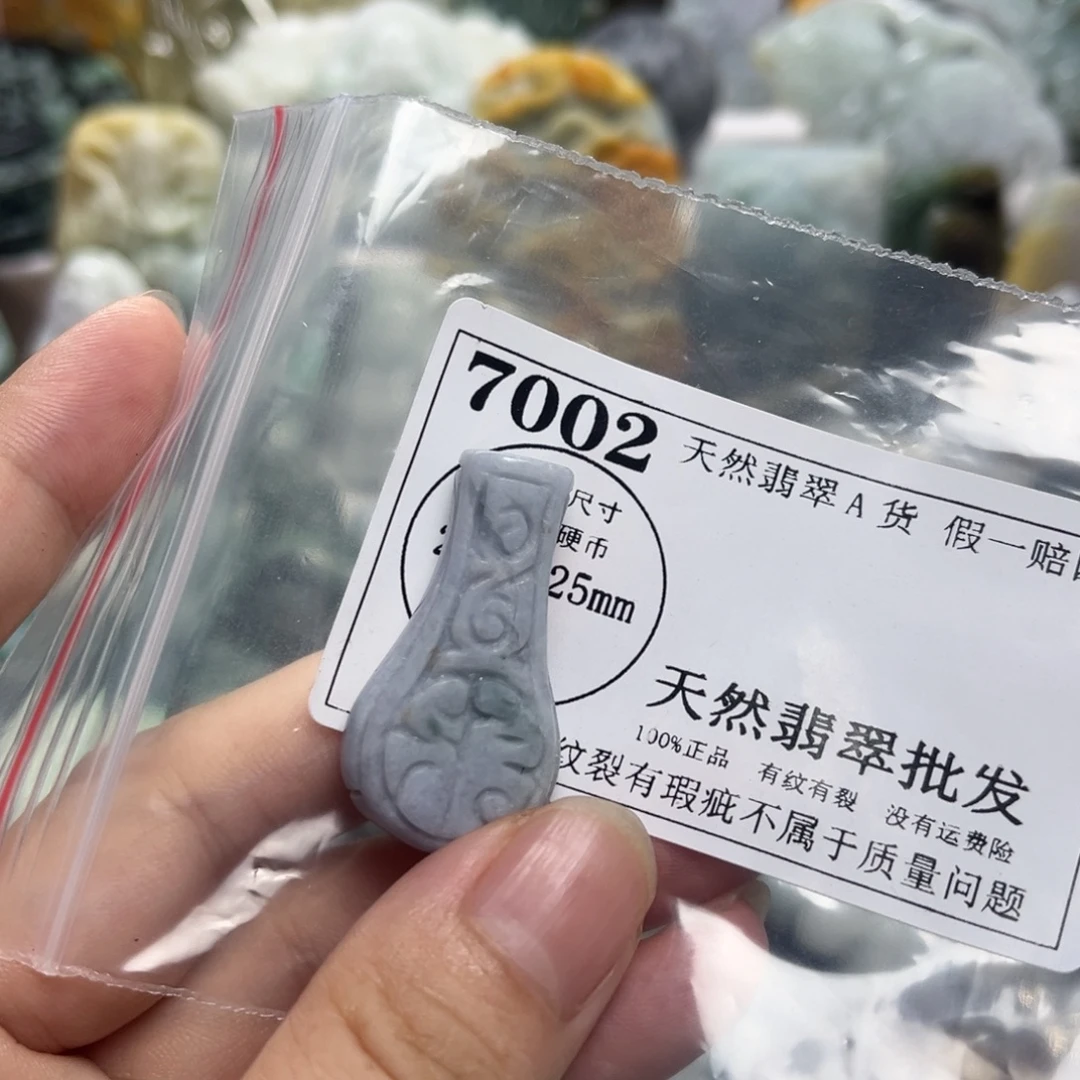 7002
天然翡翠A货 假一赔
尺寸
硬币
25mm
天然翡翠批发
100%正品 有纹有裂 没有运费险
纹裂有瑕疵不属于质量问题